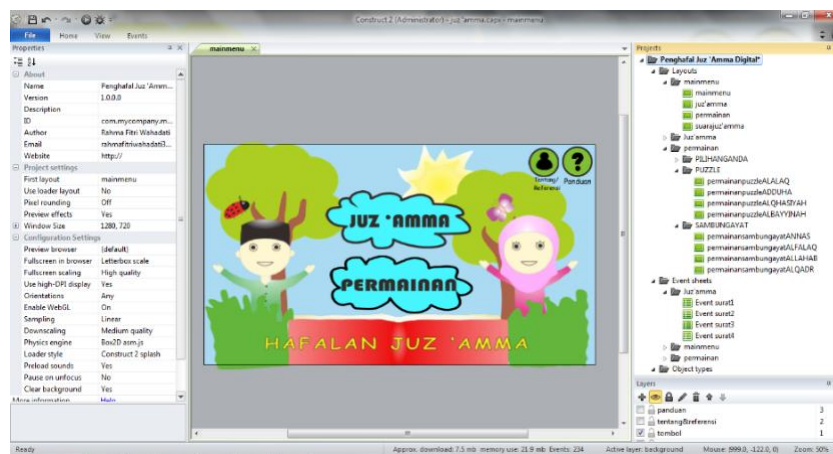 Construct 2 (Administrator) - juz 'amma.capx - mainmenu
File Home View Events
Properties
mainmenu
Projects
About
Name Penghafal Juz 'Amm...
Version 1.0.0.0
Description
ID com.mycompany.m...
Author Rahma Fitri Wahadati
Email rahmafitriwahadati3...
Website http://
Project settings
First layout mainmenu
Use loader layout No
Pixel rounding Off
Preview effects Yes
Window Size 1280, 720
Configuration Settings
Preview browser (default)
Fullscreen in browser Letterbox scale
Fullscreen scaling High quality
Use high-DPI display Yes
Orientations Any
Enable WebGL On
Sampling Linear
Downscaling Medium quality
Physics engine Box2D asm.js
Loader style Construct 2 splash
Preload sounds Yes
Pause on unfocus No
Clear background Yes
More information Help
Tentang/
Referensi
Panduan
JUZ 'AMMA
PERMAINAN
HAFALAN JUZ 'AMMA
Penghafal Juz 'Amma Digital*
Layouts
mainmenu
mainmenu
juz'amma
permainan
suarajuz'amma
Juz'amma
permainan
PILIHANGANDA
PUZZLE
permainanpuzzleALALAQ
permainanpuzzleADDUHA
permainanpuzzleALQHASIYAH
permainanpuzzleALBAYYINAH
SAMBUNGAYAT
permainansambungayatANNAS
permainansambungayatALFALAQ
permainansambungayatALLAHAB
permainansambungayatALQADR
Event sheets
Juz'amma
Event surat1
Event surat2
Event surat3
Event surat4
mainmenu
permainan
Object types
Layers
panduan 3
tentang&referensi 2
tombol 1
Ready
Approx. download: 7.5 mb memory use: 21.9 mb Events: 234 Active layer: background Mouse: (999.0, -122.0, 0) Zoom: 50%